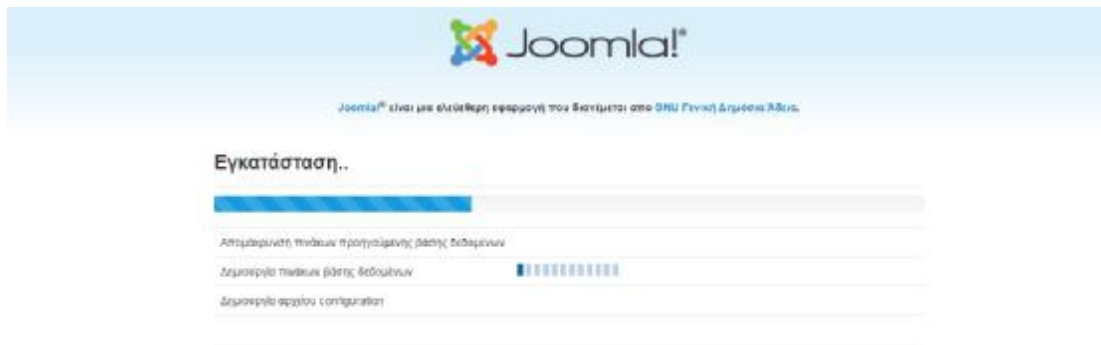 Joomla!®
Joomla!® είναι μια ελεύθερη εφαρμογή που διανέμεται απο GNU Γενική Δημόσια Άδεια.
Εγκατάσταση..
Απομάκρυνση πινάκων προηγούμενης βάσης δεδομένων
Δημιουργία πινάκων βάσης δεδομένων
Δημιουργία αρχείου configuration